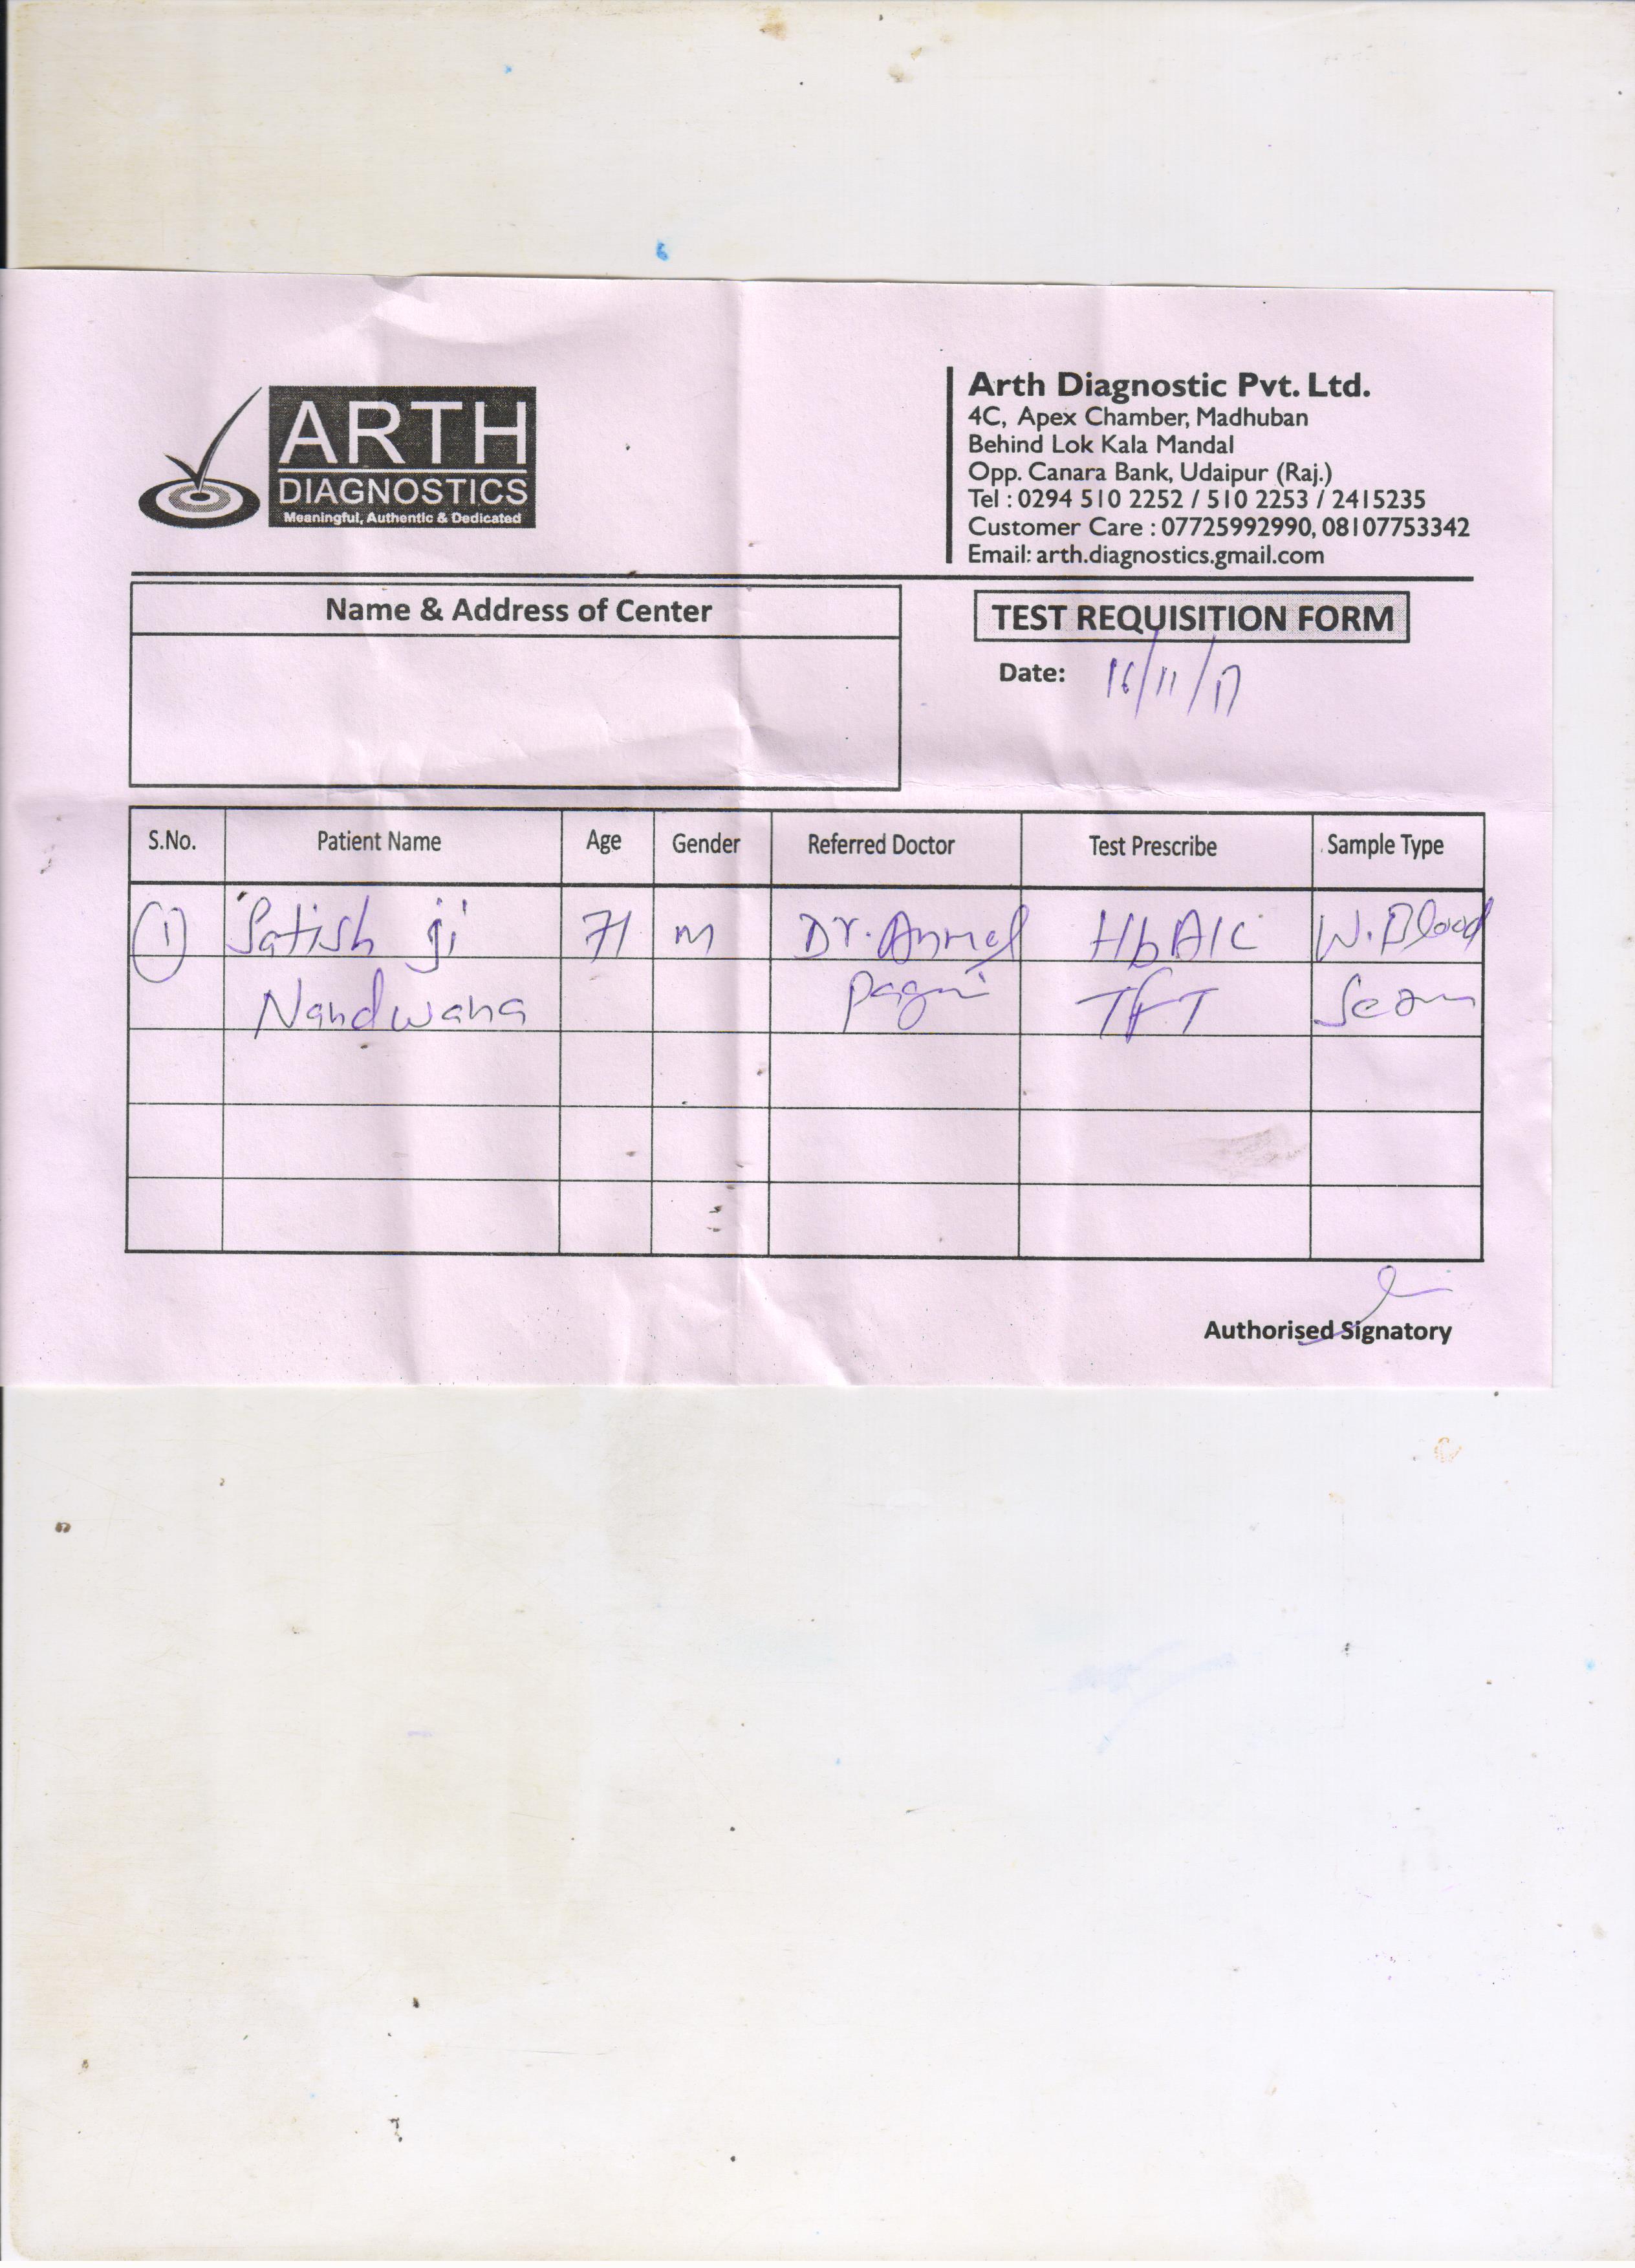 ARTH
DIAGNOSTICS
Meaningful, Authentic & Dedicated
Arth Diagnostic Pvt. Ltd.
4C, Apex Chamber, Madhuban
Behind Lok Kala Mandal
Opp. Canara Bank, Udaipur (Raj.)
Tel : 0294 510 2252 / 510 2253 / 2415235
Customer Care : 07725992990, 08107753342
Email: arth.diagnostics.gmail.com
Name & Address of Center
TEST REQUISITION FORM
Date: 16/11/17
S.No. Patient Name Age Gender Referred Doctor Test Prescribe Sample Type
1 Satish ji 71 M Dr. HbA1C W. Blood
Nandwana TFT
Authorised Signatory